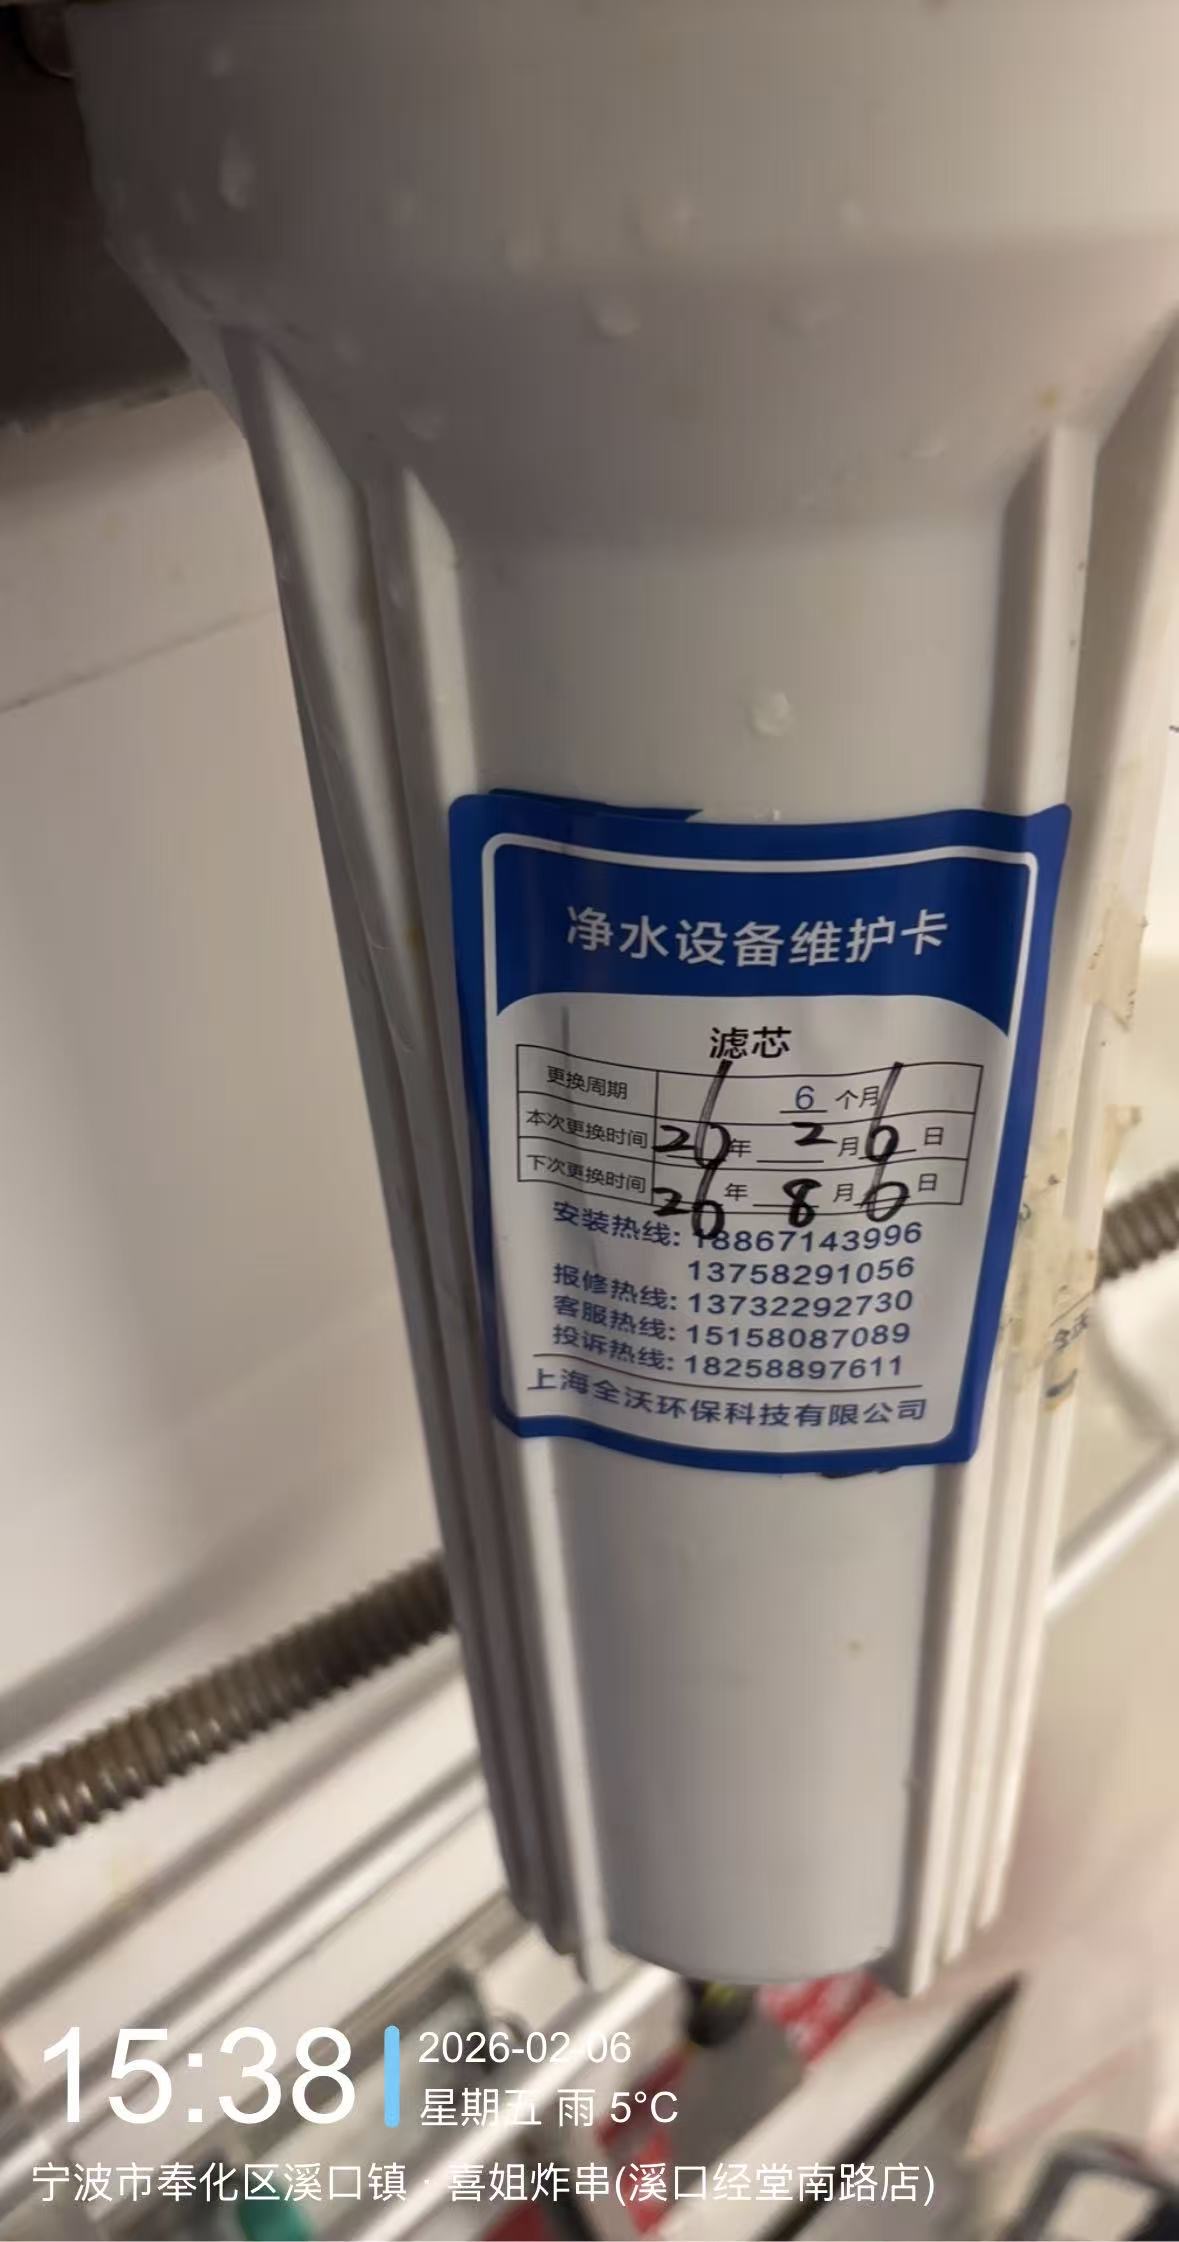 净水设备维护卡
滤芯
更换周期 6 个月
本次更换时间 26年 2月6日
下次更换时间 26年 8月6日
安装热线: 18867143996
13758291056
报修热线: 13732292730
客服热线: 15158087089
投诉热线: 18258897611
上海全沃环保科技有限公司
15:38
2026-02-06
星期五 雨 5°C
宁波市奉化区溪口镇 · 喜姐炸串(溪口经堂南路店)